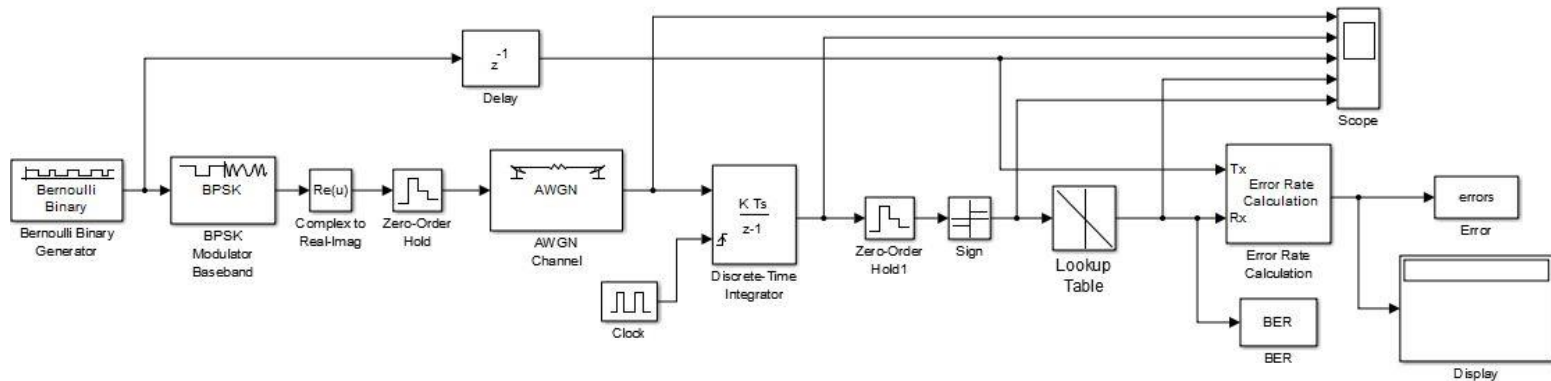 -1
z
Delay
Scope
Bernoulli
Binary
Bernoulli Binary
Generator
BPSK
BPSK
Modulator
Baseband
Re(u)
Complex to
Real-Imag
Zero-Order
Hold
AWGN
AWGN
Channel
K Ts
z-1
Discrete-Time
Integrator
Clock
Zero-Order
Hold1
Sign
Lookup
Table
Tx
Rx
Error Rate
Calculation
Error Rate
Calculation
errors
Error
BER
BER
Display